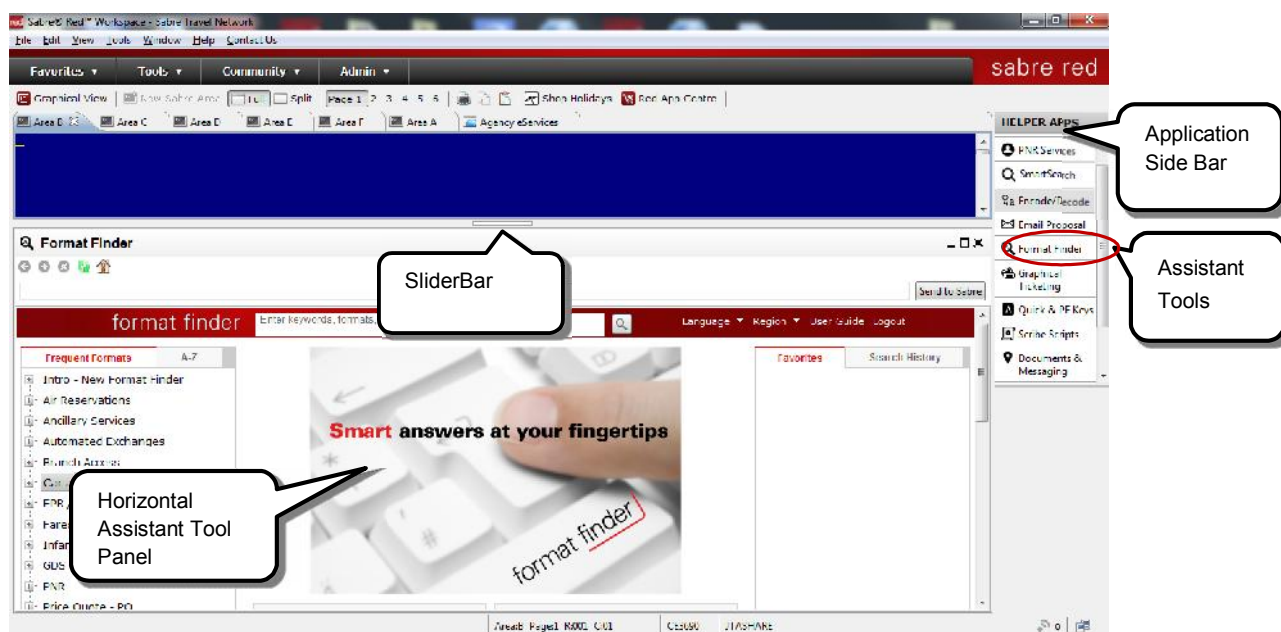 Sabre® Red™ Workspace - Sabre Travel Network
File Edit View Tools Window Help Contact Us
Favorites Tools Community Admin
sabre red
Graphical View New Sabre Area Full Split Page 1 2 3 4 5 6 Shop Holidays Red App Centre
Area B Area C Area D Area E Area F Area A Agency eServices
HELPER APPS
PNR Services
SmartSearch
Encode/Decode
Email Proposal
Format Finder
Graphical
Ticketing
Quick & PF Keys
Scribe Scripts
Documents &
Messaging
Application
Side Bar
Assistant
Tools
Format Finder
SliderBar
Send to Sabre
format finder
Enter keywords, formats,
Language Region User Guide Logout
Frequent Formats A-Z
Favorites Search History
Intro - New Format Finder
Air Reservations
Ancillary Services
Automated Exchanges
Branch Access
EPR
GDS
PNR
Price Quote - PQ
Horizontal
Assistant Tool
Panel
Smart answers at your fingertips
format finder